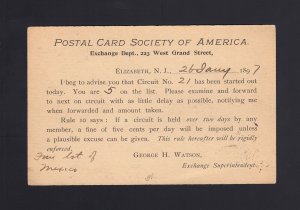 POSTAL CARD SOCIETY OF AMERICA.
Exchange Dept., 223 West Grand Street,
ELIZABETH, N. J., 26 Jany 1897
I beg to advise you that Circuit No. 21 has been started out
today. You are 5 on the list. Please examine and forward
to next on circuit with as little delay as possible, notifying me
when forwarded and amount taken.
Rule 10 says: If a circuit is held over two days by any
member, a fine of five cents per day will be imposed unless
a plausible excuse can be given. This rule hereafter will be rigidly
enforced.
Fine lot of
Mexico
GEORGE H. WATSON,
Exchange Superintendent.